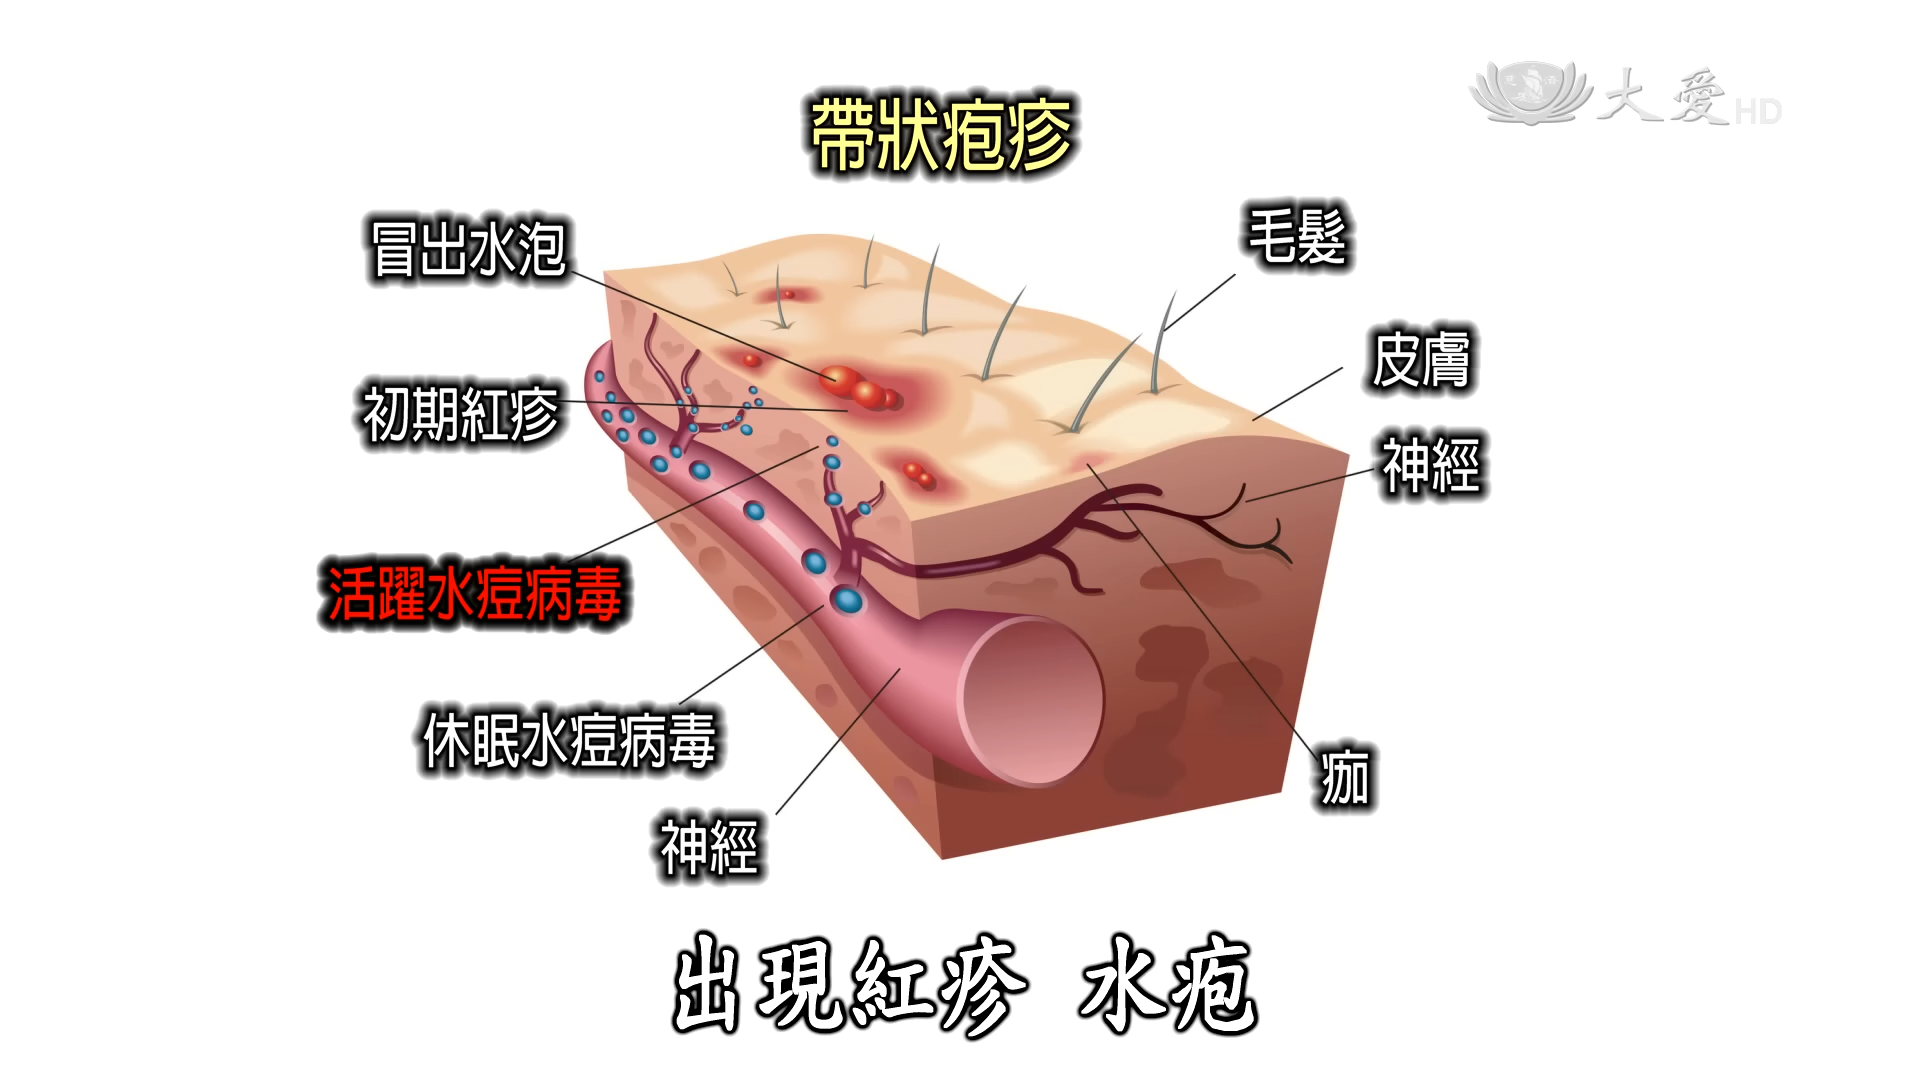 大愛HD
帶狀疱疹
冒出水泡
毛髮
皮膚
初期紅疹
神經
活躍水痘病毒
休眠水痘病毒
痂
神經
出現紅疹 水疱